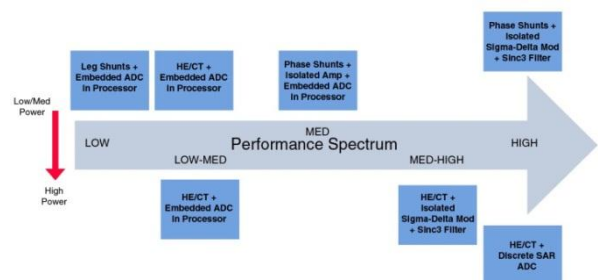 Phase Shunts +
Isolated
Sigma-Delta Mod
+ Sinc3 Filter
Leg Shunts +
Embedded ADC
in Processor
HE/CT +
Embedded ADC
in Processor
Phase Shunts +
Isolated Amp +
Embedded ADC
in Processor
Low/Med
Power
LOW
MED
HIGH
Performance Spectrum
LOW-MED
MED-HIGH
High
Power
HE/CT +
Embedded ADC
in Processor
HE/CT +
Isolated
Sigma-Delta Mod
+ Sinc3 Filter
HE/CT +
Discrete SAR
ADC